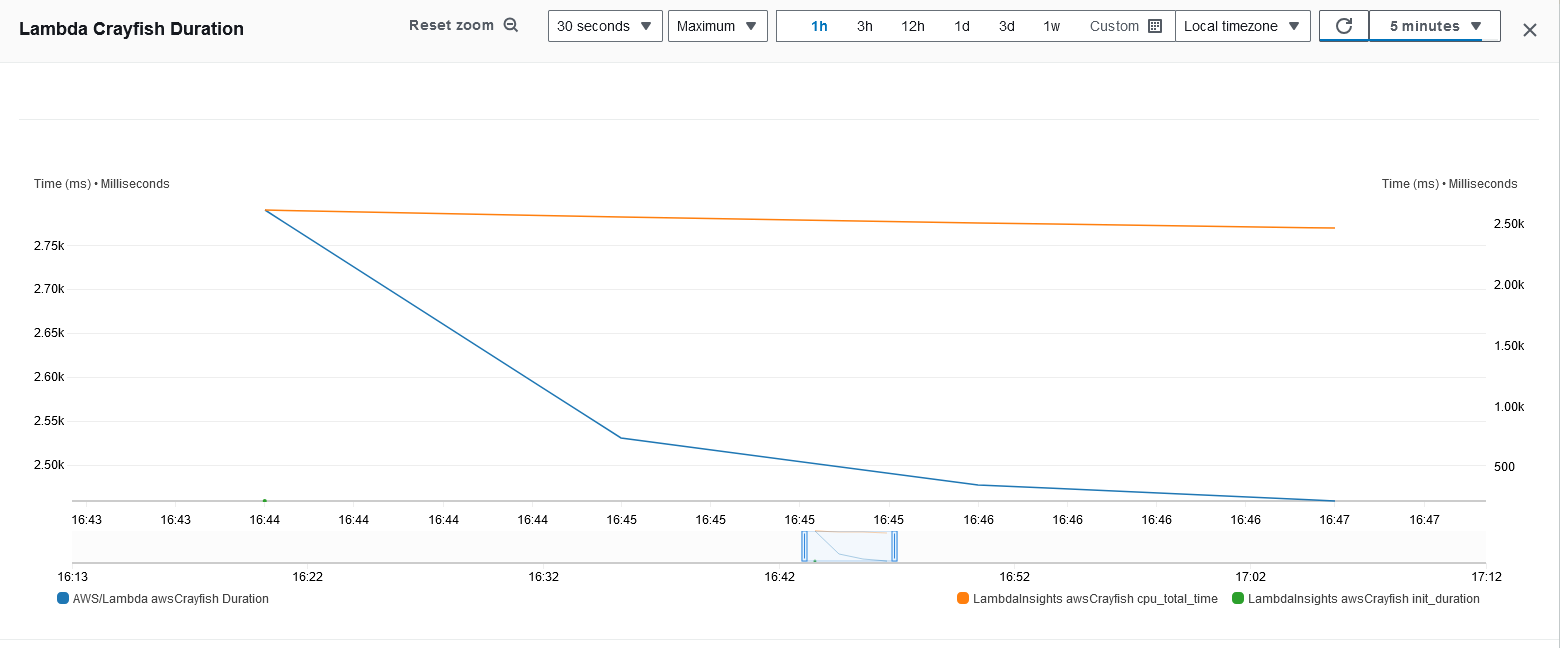 Lambda Crayfish Duration
Reset zoom
30 seconds
Maximum
1h 3h 12h 1d 3d 1w Custom
Local timezone
5 minutes
Time (ms) • Milliseconds
Time (ms) • Milliseconds
2.75k
2.70k
2.65k
2.60k
2.55k
2.50k
2.50k
2.00k
1.50k
1.00k
500
16:43 16:43 16:44 16:44 16:44 16:44 16:45 16:45 16:45 16:45 16:46 16:46 16:46 16:46 16:47 16:47
16:13 16:22 16:32 16:42 16:52 17:02 17:12
AWS/Lambda awsCrayfish Duration
LambdaInsights awsCrayfish cpu_total_time
LambdaInsights awsCrayfish init_duration